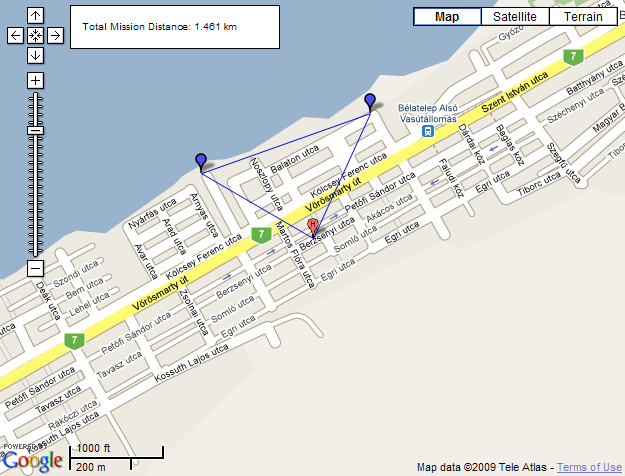 Total Mission Distance: 1.461 km
Map
Satellite
Terrain
7
Szent István utca
Batthyány utca
Széchenyi utca
Bélatelep Alsó
Vasútállomás
Dárdai köz
Baglas köz
Szegfű utca
Magyar B
Tibor
Tiborc utca
Egri utca
Faludi köz
Balaton utca
Noszlopy utca
Kölcsey Ferenc utca
Vörösmarty út
Petőfi Sándor utca
Akácos utca
Berzsenyi utca
Somló utca
Egri utca
H
Martos Flóra utca
Nyárfás utca
Árnyas utca
Arad utca
Avar utca
Kölcsey Ferenc utca
7
Szondi utca
Bem utca
Lehel utca
Deák utca
Vörösmarty út
Berzsenyi utca
Zsolnai utca
Somló utca
Egri utca
7
Petőfi Sándor utca
Kossuth Lajos utca
Petőfi Sándor utca
Tavasz utca
Tavasz utca
Rákóczi utca
Kossuth Lajos utca
utca
POWERED BY
Google
1000 ft
200 m
Map data ©2009 Tele Atlas - Terms of Use